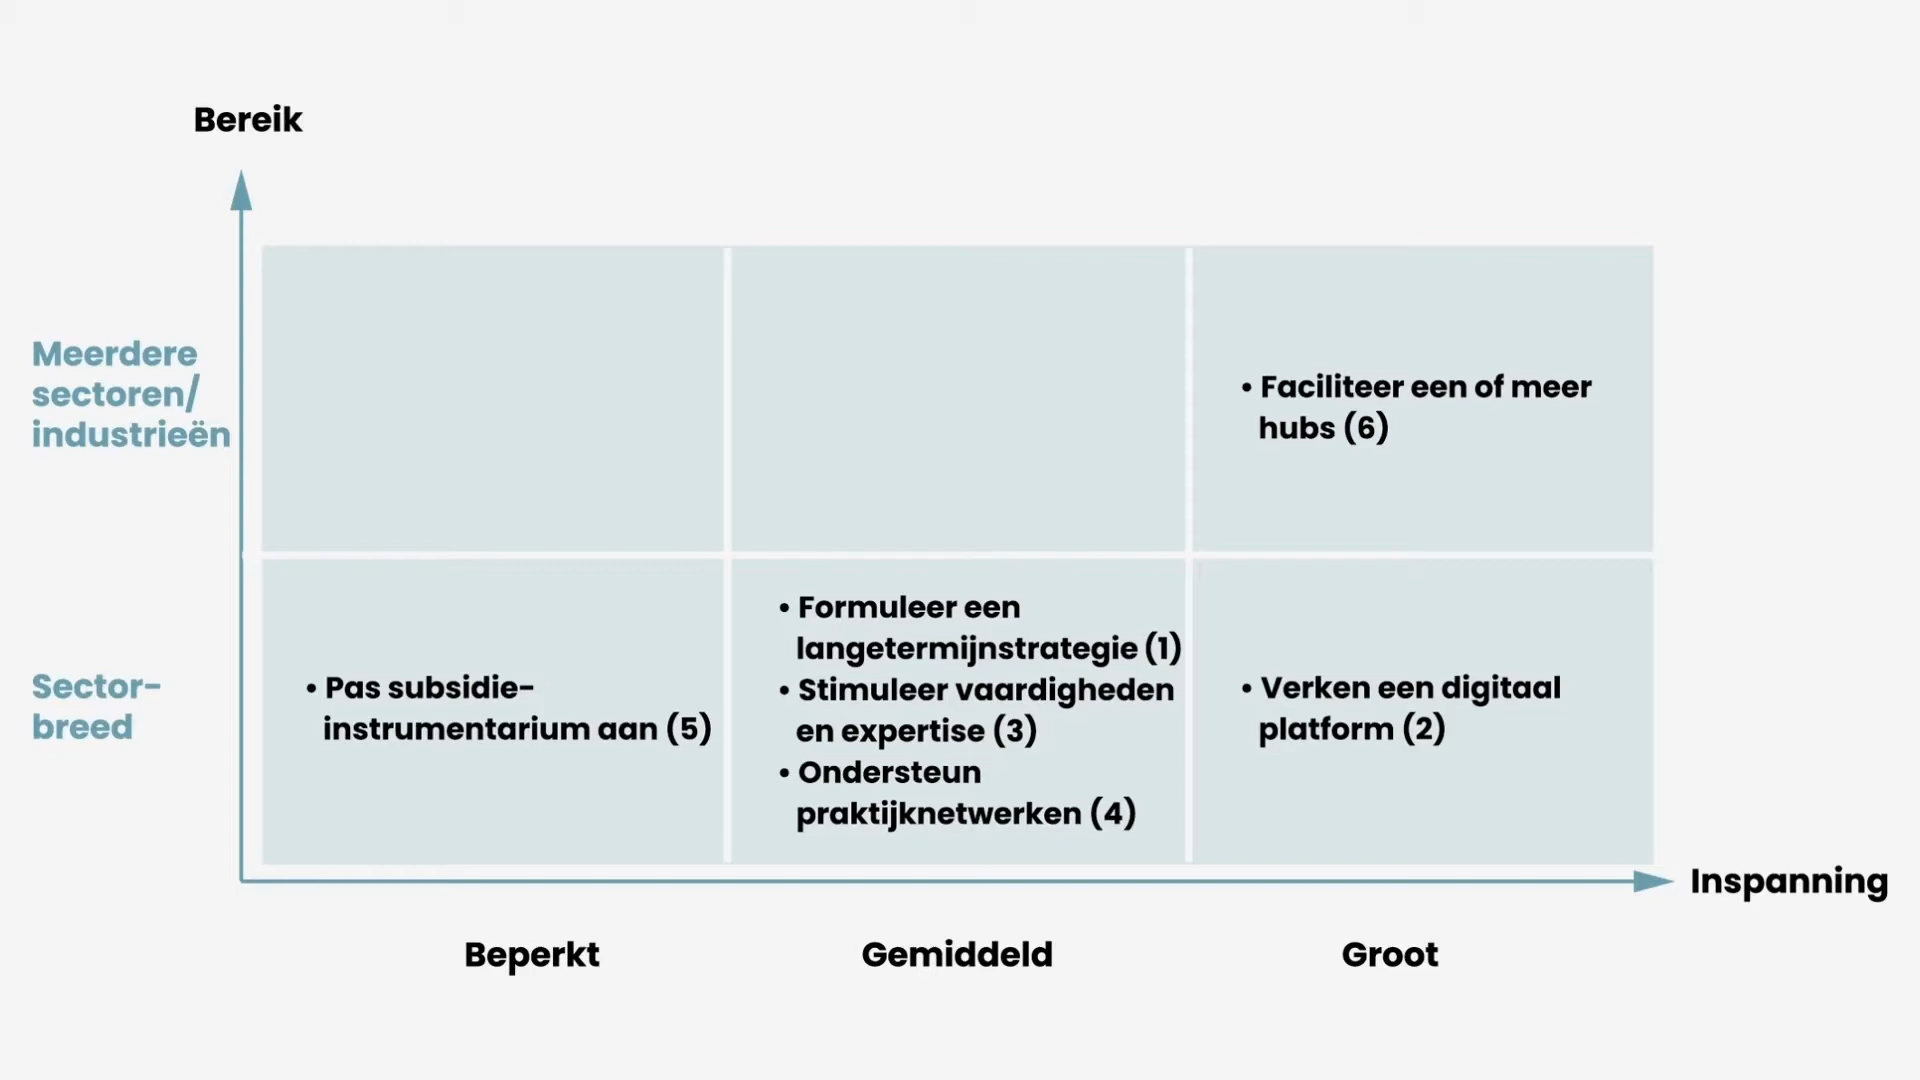 Bereik
Meerdere
sectoren/
industrieën
• Faciliteer een of meer
hubs (6)
Sector-
breed
• Pas subsidie-
instrumentarium aan (5)
• Formuleer een
langetermijnstrategie (1)
• Stimuleer vaardigheden
en expertise (3)
• Ondersteun
praktijknetwerken (4)
• Verken een digitaal
platform (2)
Inspanning
Beperkt
Gemiddeld
Groot